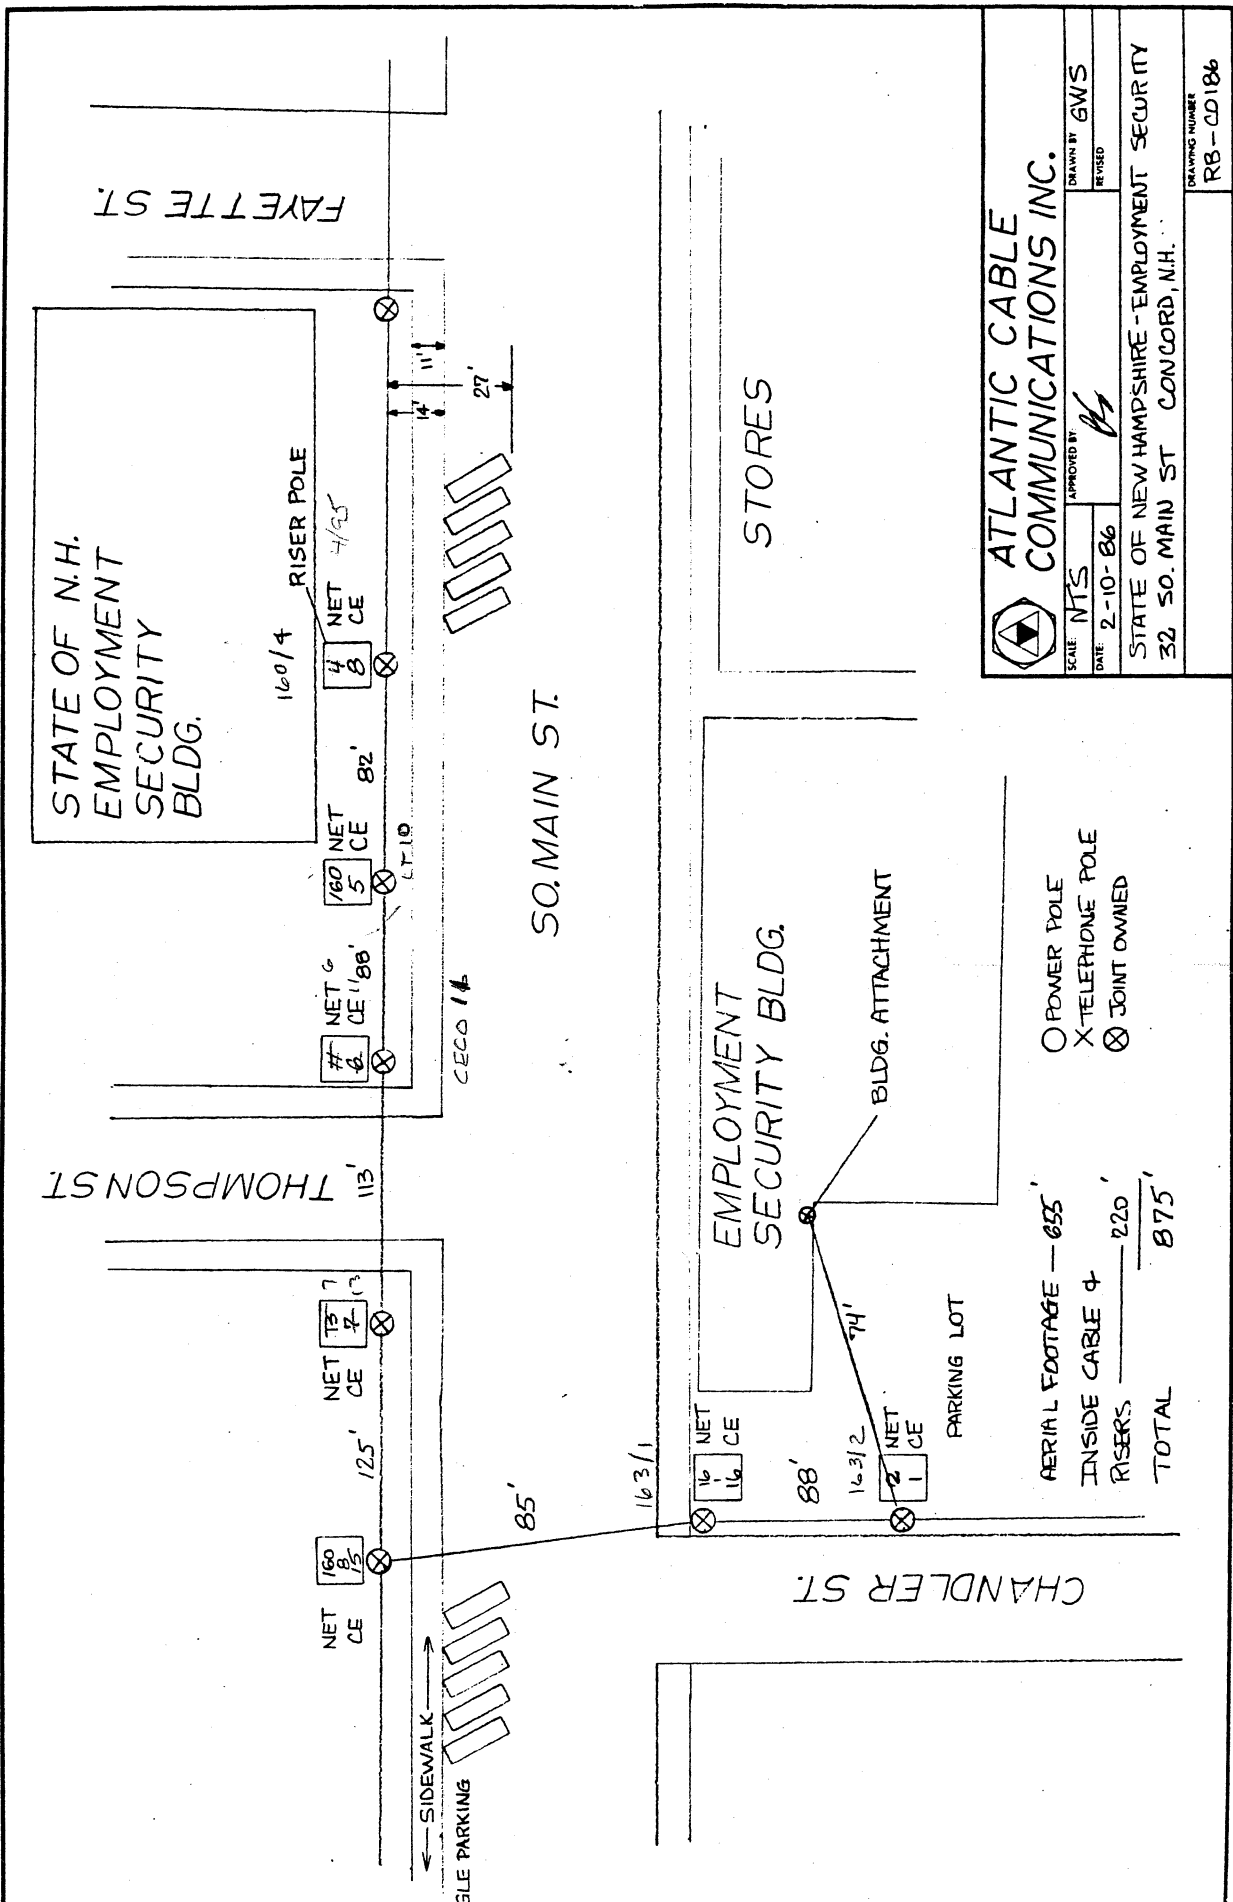 STATE OF N.H.
EMPLOYMENT
SECURITY
BLDG.
FAYETTE ST.
160/4
RISER POLE
4
8
NET
CE
4/95
11'
14'
27'
82'
160
5
NET
CE
LT-10
NET 6
CE 11
88'
CECO
THOMPSON ST.
113'
7
13
NET
CE
125'
160
8
15
NET
CE
← SIDEWALK →
GLE PARKING
SO. MAIN ST.
85'
163/1
16
16
NET
CE
88'
163/2
2
1
NET
CE
74'
PARKING LOT
EMPLOYMENT
SECURITY BLDG.
BLDG. ATTACHMENT
STORES
CHANDLER ST.
POWER POLE
X TELEPHONE POLE
JOINT OWNED
AERIAL FOOTAGE — 655'
INSIDE CABLE &
RISERS — 220'
TOTAL 875'
ATLANTIC CABLE
COMMUNICATIONS INC.
SCALE: NTS
APPROVED BY:
DRAWN BY GWS
DATE: 2-10-86
REVISED
STATE OF NEW HAMPSHIRE - EMPLOYMENT SECURITY
32 SO. MAIN ST CONCORD, N.H.
DRAWING NUMBER
RB-C0186